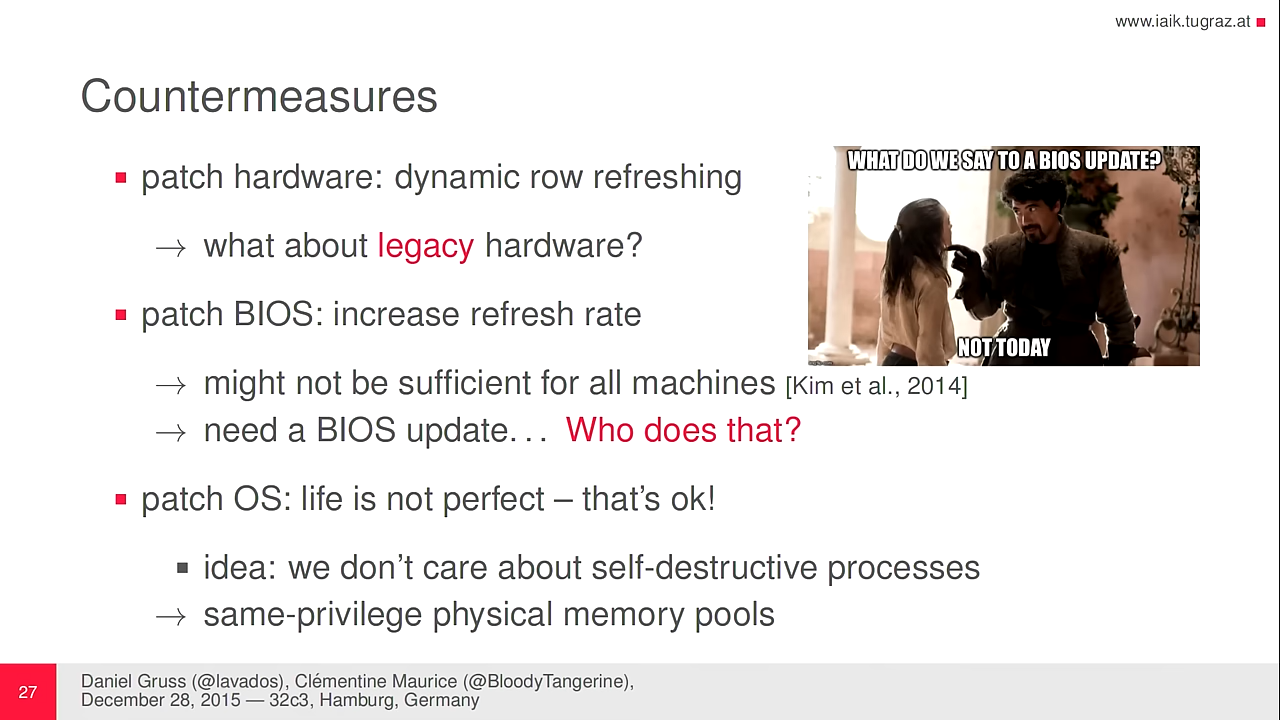 www.iaik.tugraz.at
Countermeasures
patch hardware: dynamic row refreshing
→ what about legacy hardware?
patch BIOS: increase refresh rate
→ might not be sufficient for all machines [Kim et al., 2014]
→ need a BIOS update. . . Who does that?
patch OS: life is not perfect – that's ok!
idea: we don't care about self-destructive processes
→ same-privilege physical memory pools
WHAT DO WE SAY TO A BIOS UPDATE?
NOT TODAY
27
Daniel Gruss (@lavados), Clémentine Maurice (@BloodyTangerine),
December 28, 2015 — 32c3, Hamburg, Germany